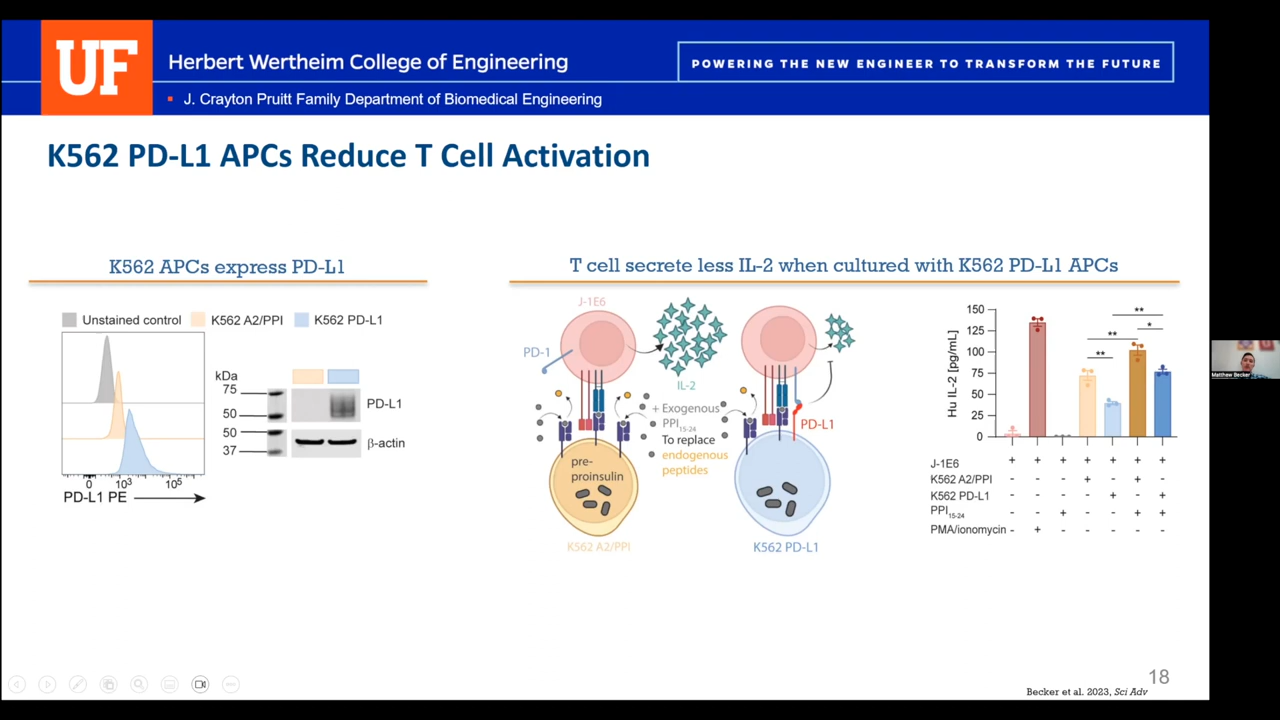 UF
Herbert Wertheim College of Engineering
POWERING THE NEW ENGINEER TO TRANSFORM THE FUTURE
J. Crayton Pruitt Family Department of Biomedical Engineering
K562 PD-L1 APCs Reduce T Cell Activation
K562 APCs express PD-L1
Unstained control K562 A2/PPI K562 PD-L1
0 10³ 10⁵
PD-L1 PE
kDa
75
50
50
37
PD-L1
β-actin
T cell secrete less IL-2 when cultured with K562 PD-L1 APCs
J-1E6
PD-1
IL-2
+ Exogenous
PPI15-24
To replace
endogenous
peptides
PD-L1
pre-
proinsulin
K562 A2/PPI
K562 PD-L1
Hu IL-2 [pg/mL]
150
125
100
75
50
25
0
** ** ** *
J-1E6 + + + + + + +
K562 A2/PPI - - - + - + -
K562 PD-L1 - - - - + - +
PPI15-24 - - + - - + +
PMA/ionomycin - + - - - - -
18
Becker et al. 2023, Sci Adv
Matthew Becker